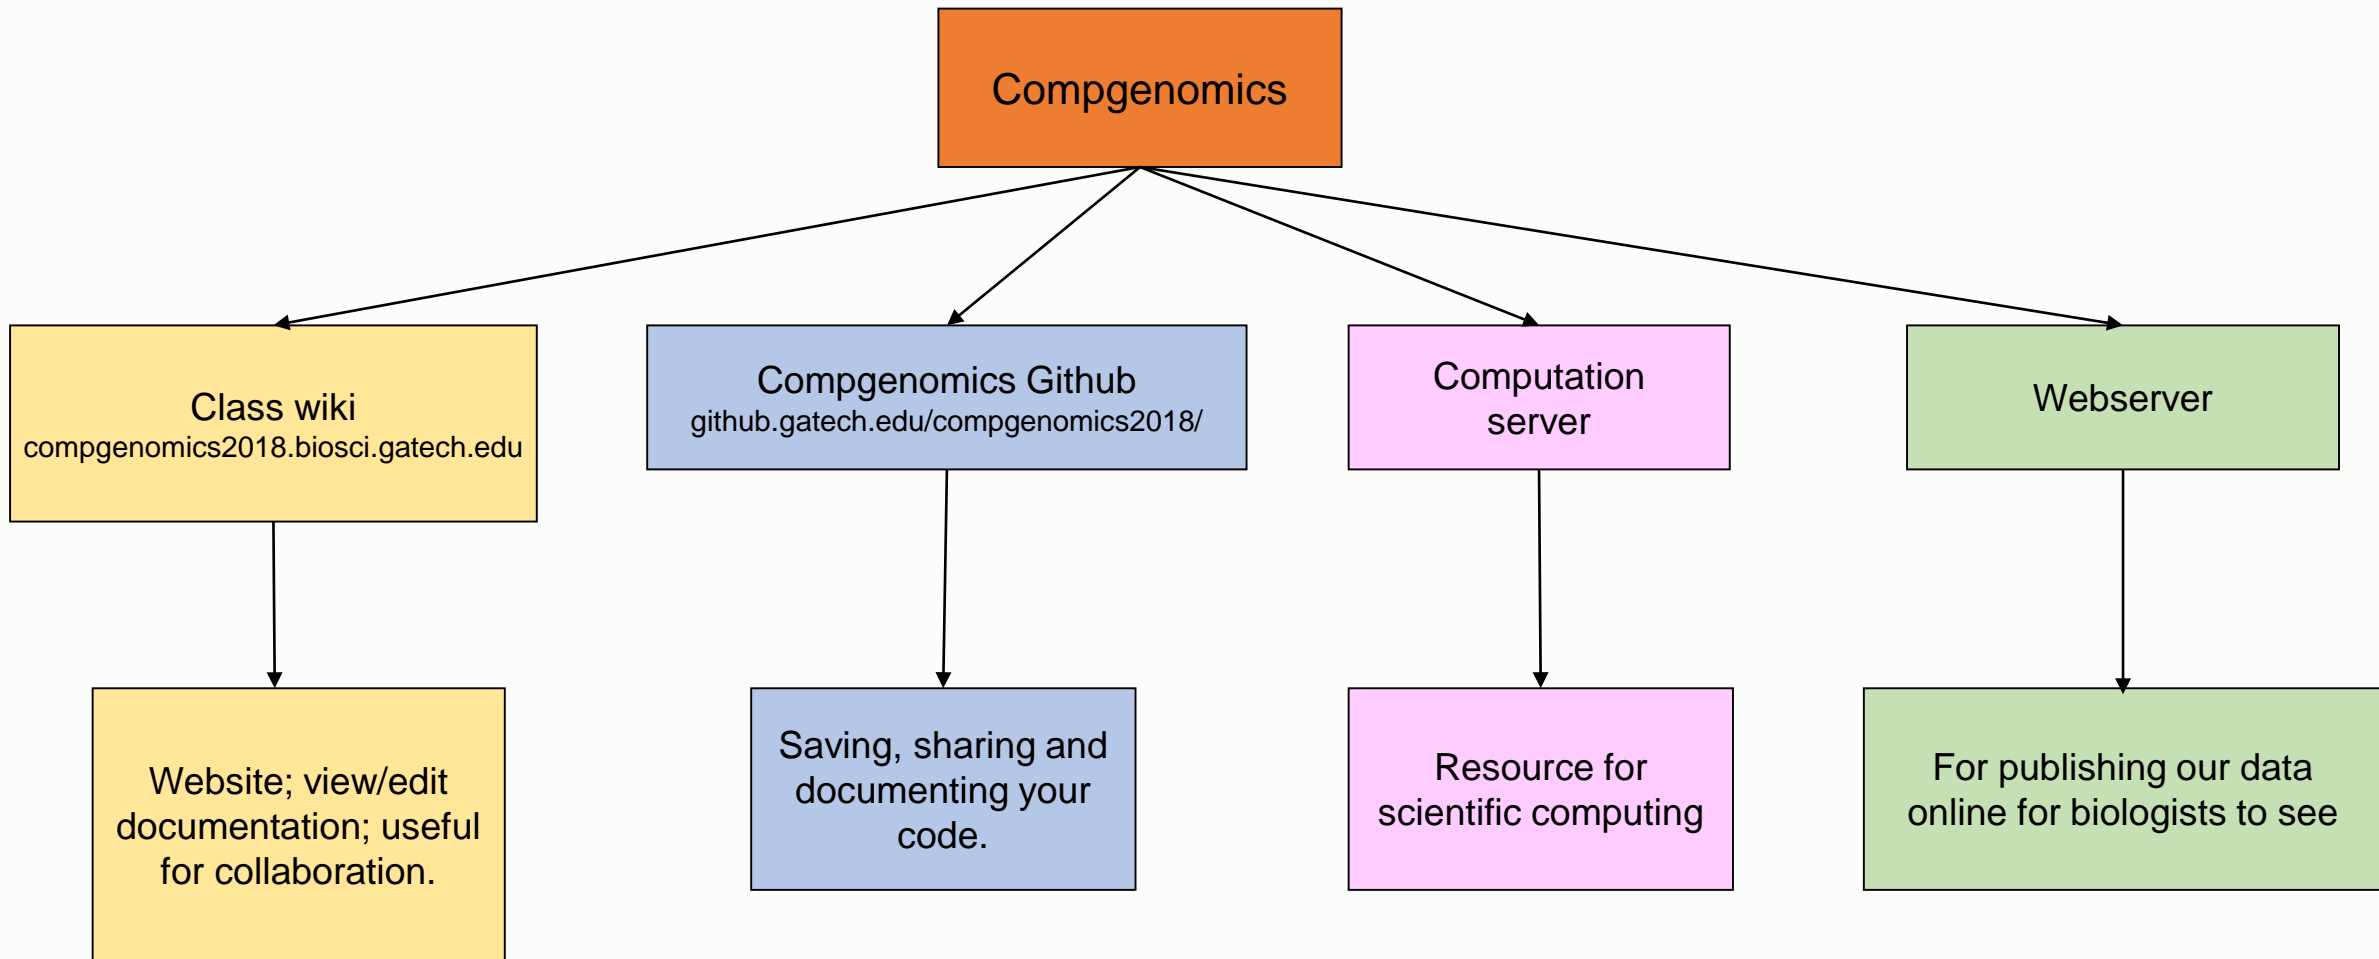 Compgenomics
Class wiki
compgenomics2018.biosci.gatech.edu
Compgenomics Github
github.gatech.edu/compgenomics2018/
Computation
server
Webserver
Website; view/edit
documentation; useful
for collaboration.
Saving, sharing and
documenting your
code.
Resource for
scientific computing
For publishing our data
online for biologists to see